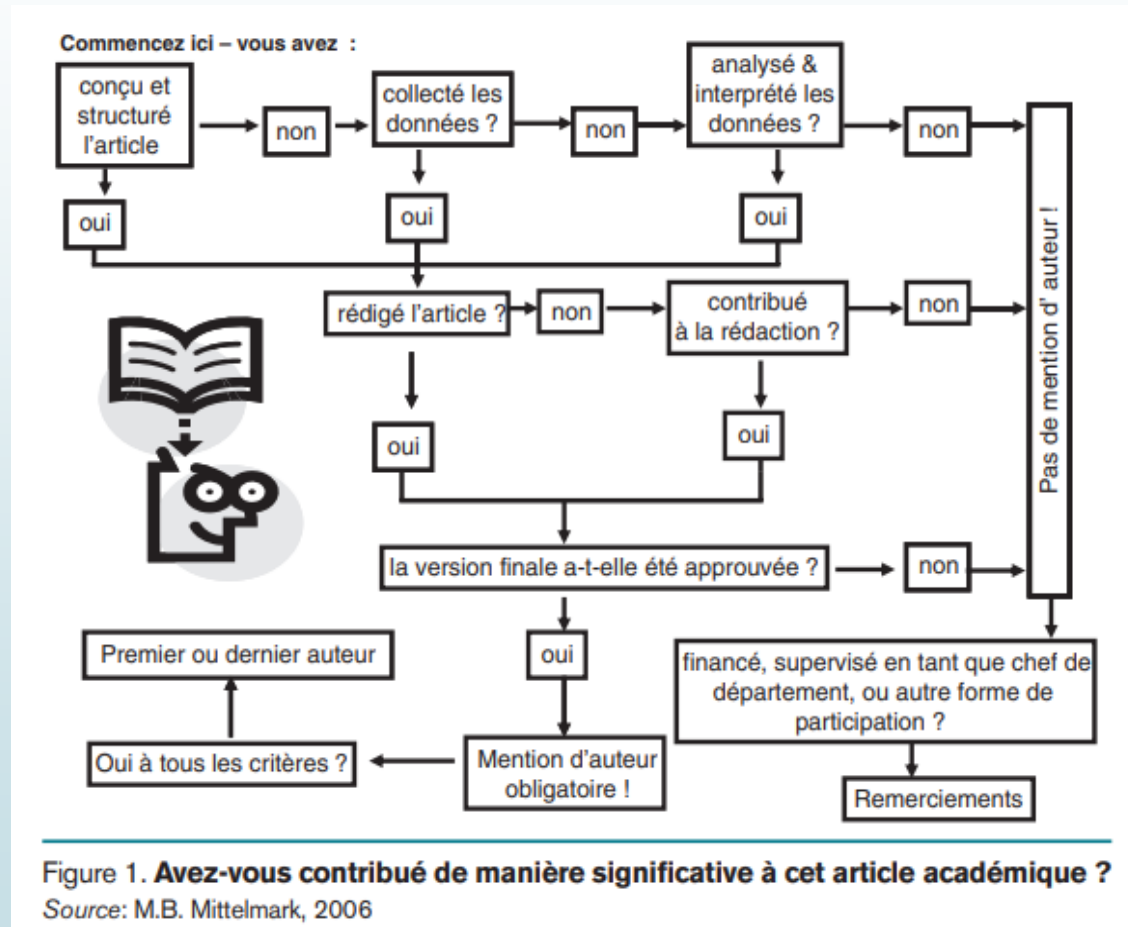 Commencez ici – vous avez :
conçu et
structuré
l'article
non
collecté les
données ?
non
analysé &
interprété les
données ?
non
oui
oui
oui
Pas de mention d' auteur !
rédigé l'article ?
non
contribué
à la rédaction ?
non
oui
oui
la version finale a-t-elle été approuvée ?
non
oui
Premier ou dernier auteur
financé, supervisé en tant que chef de
département, ou autre forme de
participation ?
Oui à tous les critères ?
Mention d'auteur
obligatoire !
Remerciements
Figure 1. Avez-vous contribué de manière significative à cet article académique ?
Source: M.B. Mittelmark, 2006